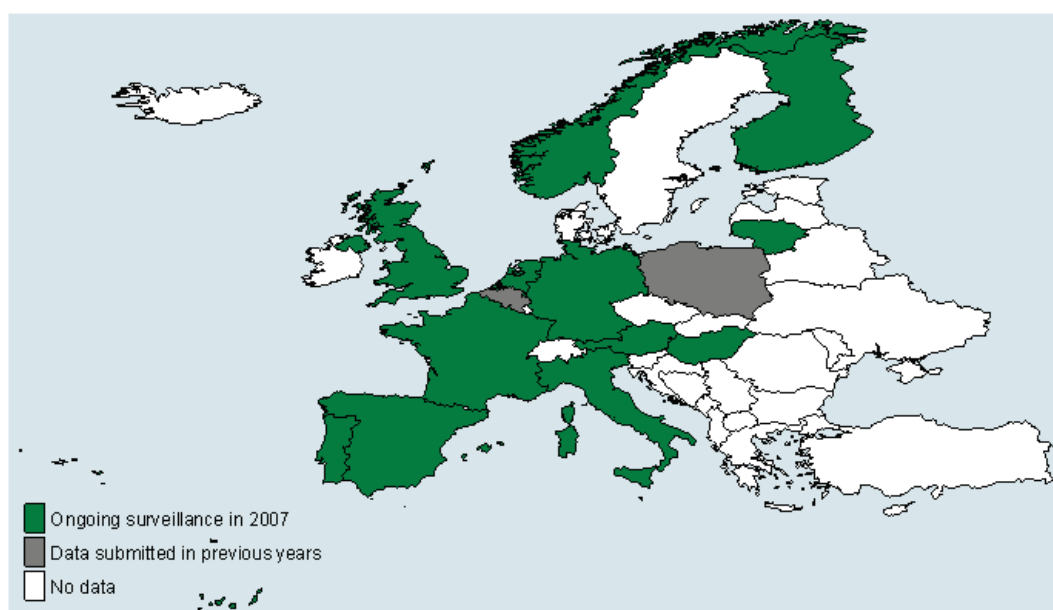 Ongoing surveillance in 2007
Data submitted in previous years
No data